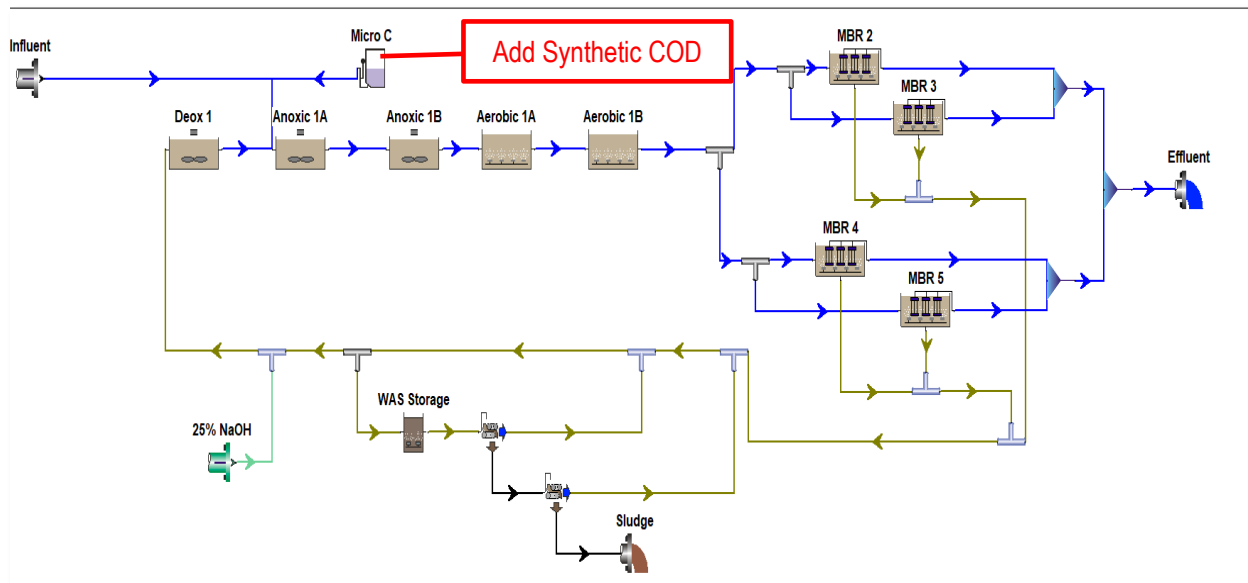 Influent
Micro C
Add Synthetic COD
MBR 2
MBR 3
Deox 1
Anoxic 1A
Anoxic 1B
Aerobic 1A
Aerobic 1B
Effluent
MBR 4
MBR 5
WAS Storage
25% NaOH
Sludge